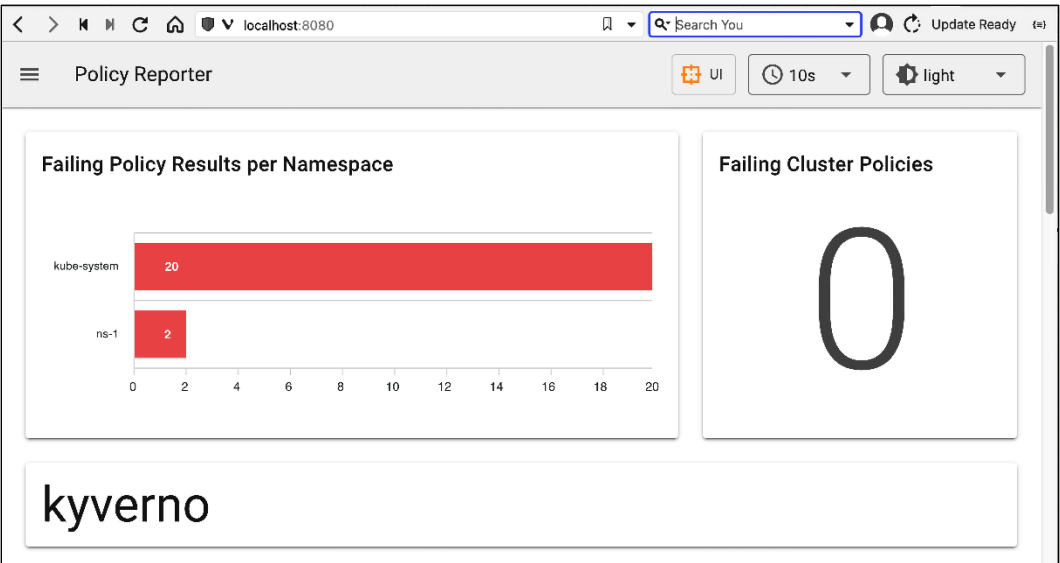 localhost:8080
Search You
Update Ready
Policy Reporter
UI
10s
light
Failing Policy Results per Namespace
kube-system
20
ns-1
2
0 2 4 6 8 10 12 14 16 18 20
Failing Cluster Policies
0
kyverno